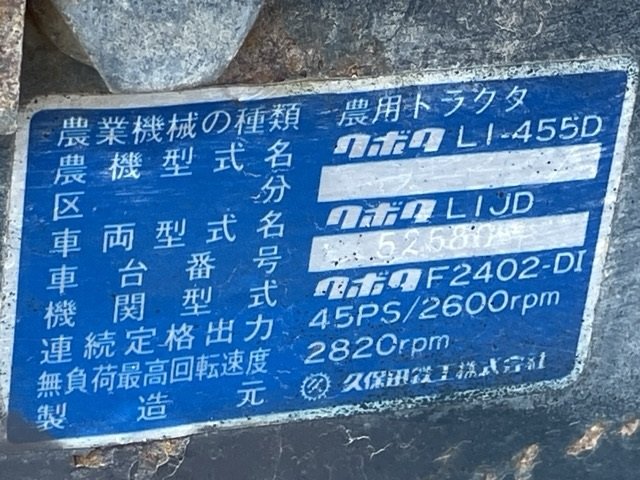 農業機械の種類 農用トラクタ
農機型式名 クボタ L1-455D
区分
車両型式名 クボタ L1JD
車台番号
機関型式 クボタ F2402-DI
連続定格出力 45PS/2600rpm
無負荷最高回転速度 2820rpm
製造元 久保田鉄工株式会社